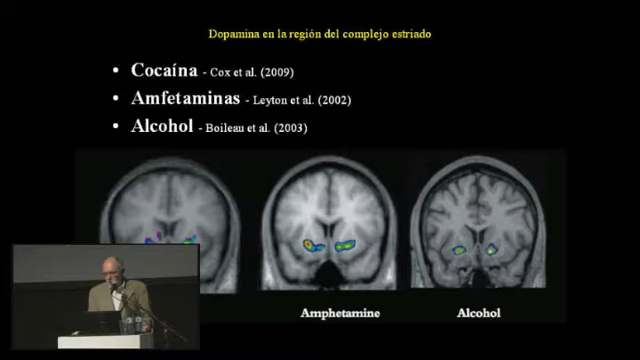 Dopamina en la región del complejo estriado
• Cocaína - Cox et al. (2009)
• Amfetaminas - Leyton et al. (2002)
• Alcohol - Boileau et al. (2003)
Amphetamine
Alcohol